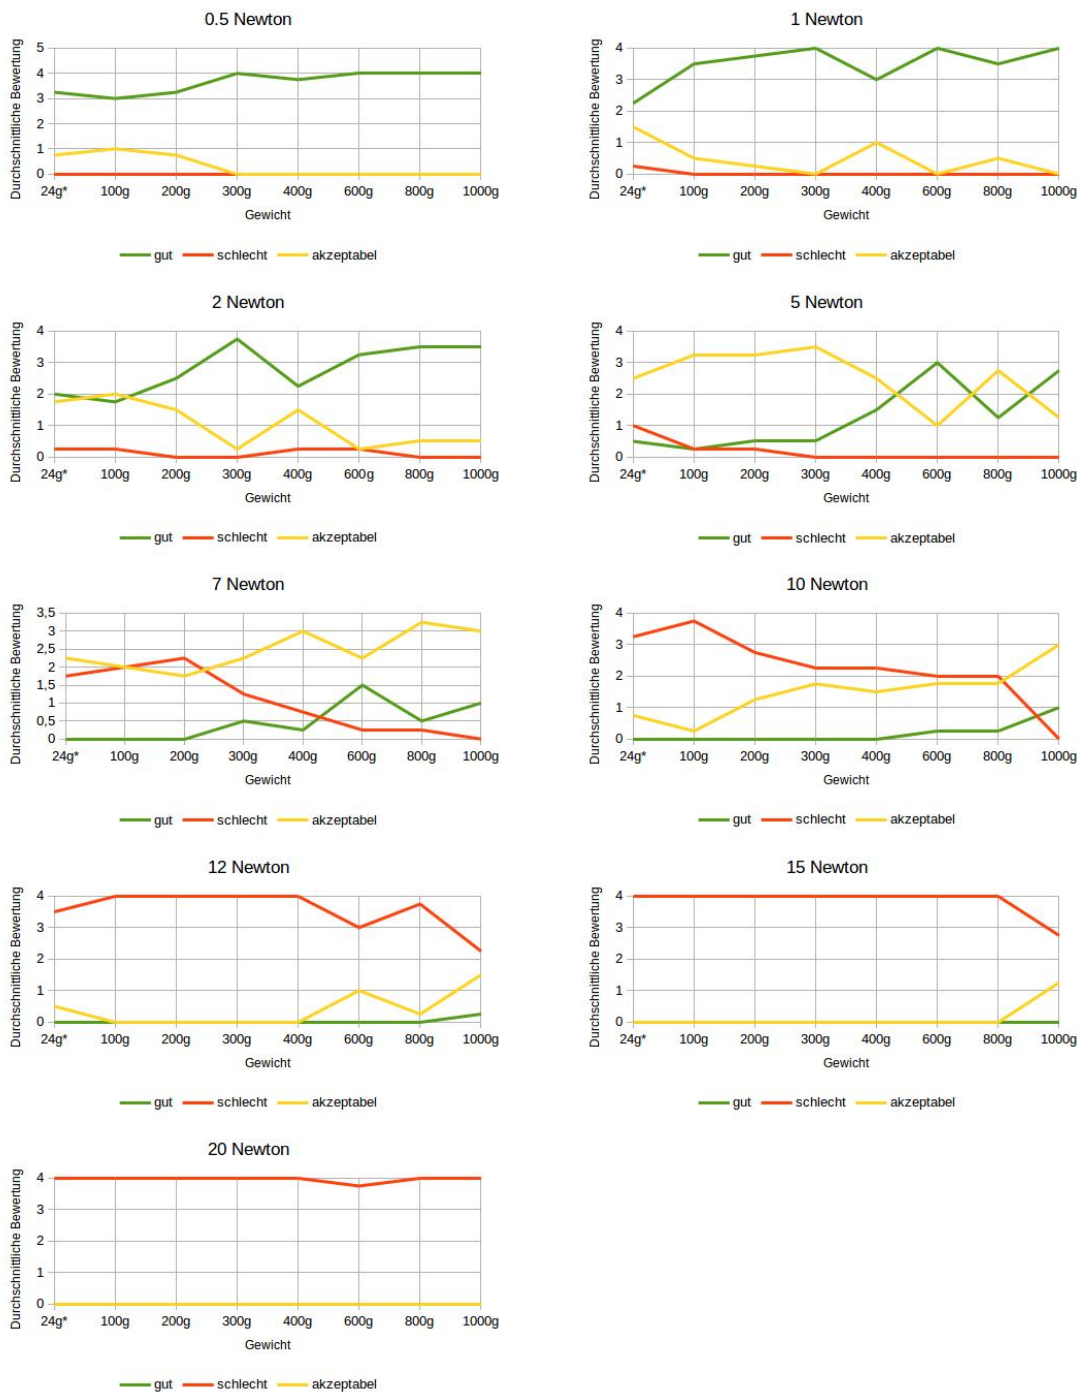 0.5 Newton
Durchschnittliche Bewertung
5
4
3
2
1
0
24g* 100g 200g 300g 400g 600g 800g 1000g
Gewicht
gut schlecht akzeptabel
1 Newton
Durchschnittliche Bewertung
4
3
2
1
0
24g* 100g 200g 300g 400g 600g 800g 1000g
Gewicht
gut schlecht akzeptabel
2 Newton
Durchschnittliche Bewertung
4
3
2
1
0
24g* 100g 200g 300g 400g 600g 800g 1000g
Gewicht
gut schlecht akzeptabel
5 Newton
Durchschnittliche Bewertung
4
3
2
1
0
24g* 100g 200g 300g 400g 600g 800g 1000g
Gewicht
gut schlecht akzeptabel
7 Newton
Durchschnittliche Bewertung
3,5
3
2,5
2
1,5
1
0,5
0
24g* 100g 200g 300g 400g 600g 800g 1000g
Gewicht
gut schlecht akzeptabel
10 Newton
Durchschnittliche Bewertung
4
3
2
1
0
24g* 100g 200g 300g 400g 600g 800g 1000g
Gewicht
gut schlecht akzeptabel
12 Newton
Durchschnittliche Bewertung
4
3
2
1
0
24g* 100g 200g 300g 400g 600g 800g 1000g
Gewicht
gut schlecht akzeptabel
15 Newton
Durchschnittliche Bewertung
4
3
2
1
0
24g* 100g 200g 300g 400g 600g 800g 1000g
Gewicht
gut schlecht akzeptabel
20 Newton
Durchschnittliche Bewertung
4
3
2
1
0
24g* 100g 200g 300g 400g 600g 800g 1000g
Gewicht
gut schlecht akzeptabel